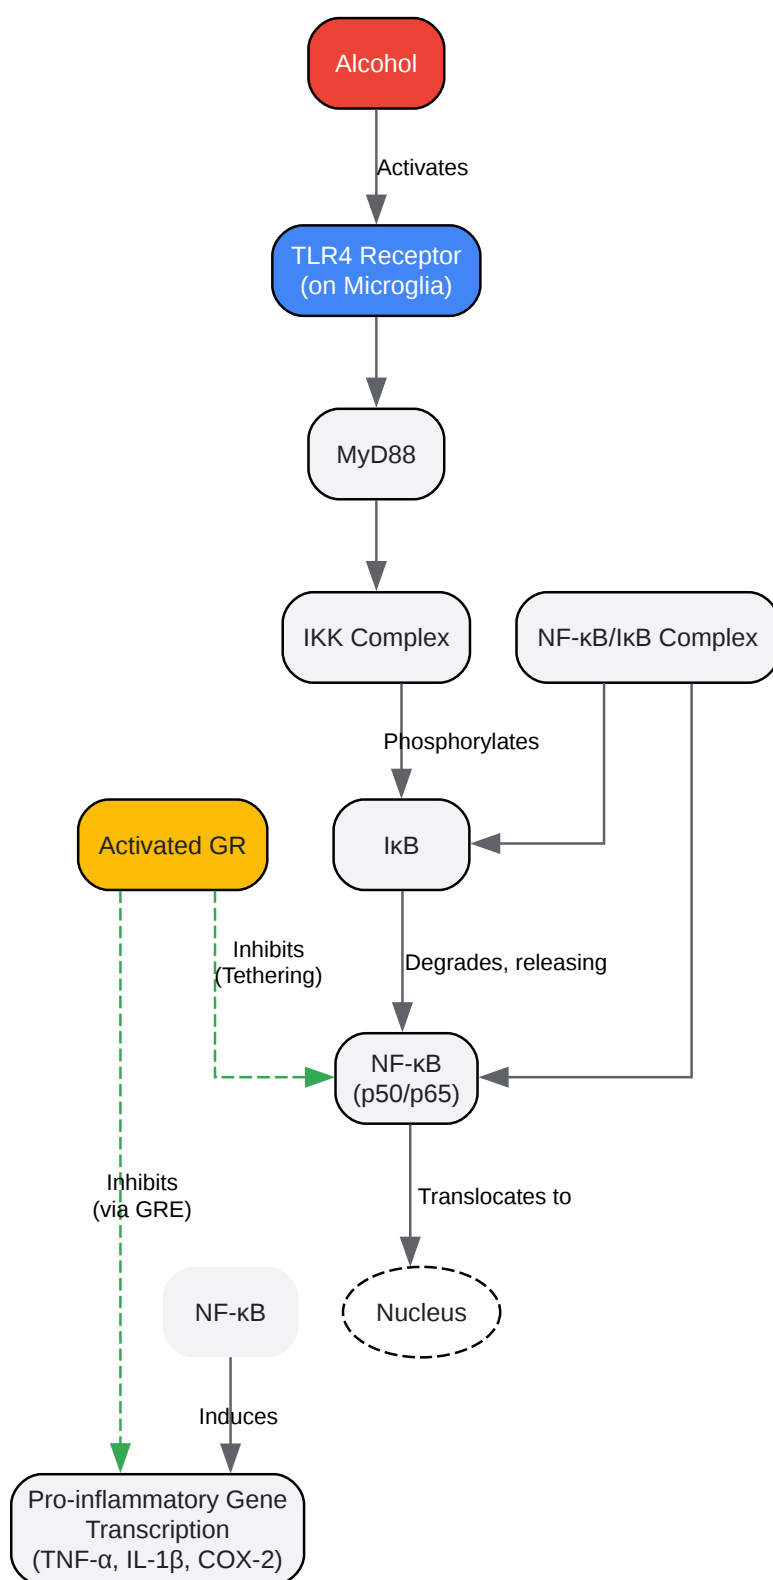 Alcohol
Activates
TLR4 Receptor
(on Microglia)
MyD88
IKK Complex
NF-κB/IκB Complex
Phosphorylates
Activated GR
IκB
Inhibits
(Tethering)
Degrades, releasing
NF-κB
(p50/p65)
Inhibits
(via GRE)
Translocates to
NF-κB
Nucleus
Induces
Pro-inflammatory Gene
Transcription
(TNF-α, IL-1β, COX-2)